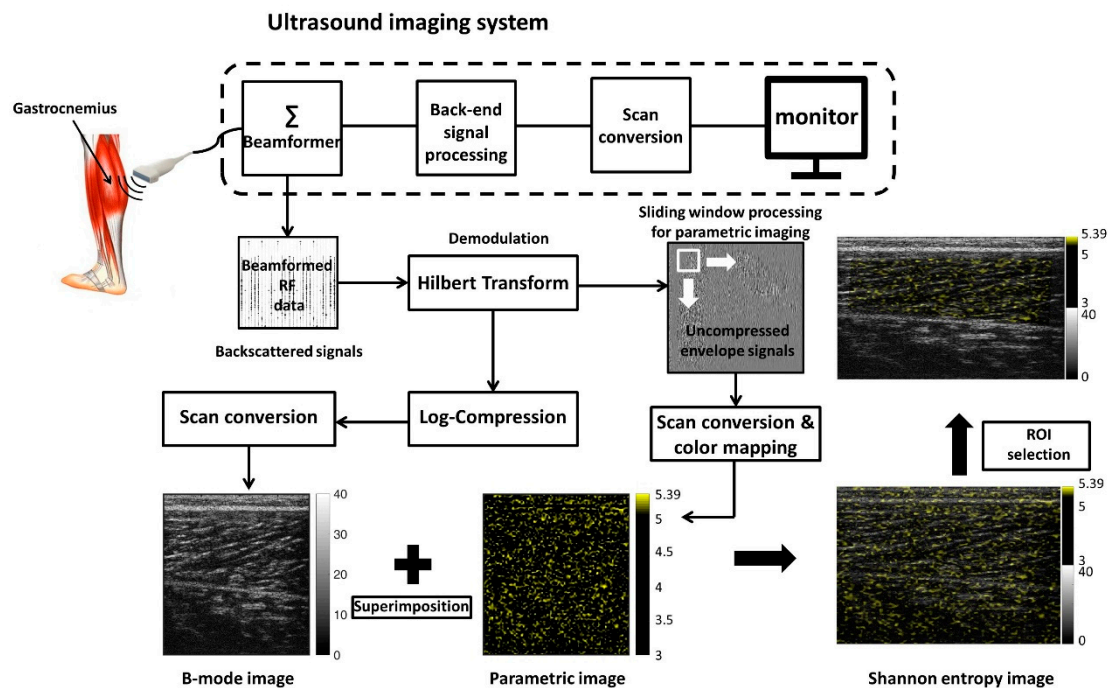 Ultrasound imaging system
Gastrocnemius
Σ
Beamformer
Back-end
signal
processing
Scan
conversion
monitor
Beamformed
RF
data
Backscattered signals
Demodulation
Hilbert Transform
Sliding window processing
for parametric imaging
Uncompressed
envelope signals
5.39
5
3
40
0
Scan conversion
Log-Compression
Scan conversion &
color mapping
ROI
selection
40
30
20
10
0
B-mode image
Superimposition
5.39
5
4.5
4
3.5
3
Parametric image
5.39
5
3
40
0
Shannon entropy image